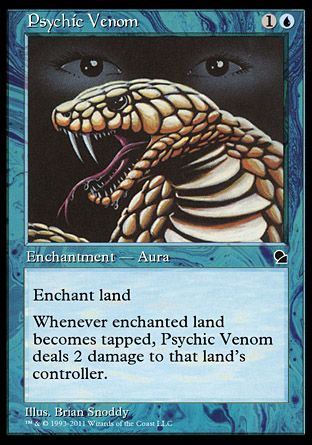 Psychic Venom 1
Enchantment — Aura
Enchant land
Whenever enchanted land
becomes tapped, Psychic Venom
deals 2 damage to that land's
controller.
Illus. Brian Snoddy
™ & © 1993-2011 Wizards of the Coast LLC